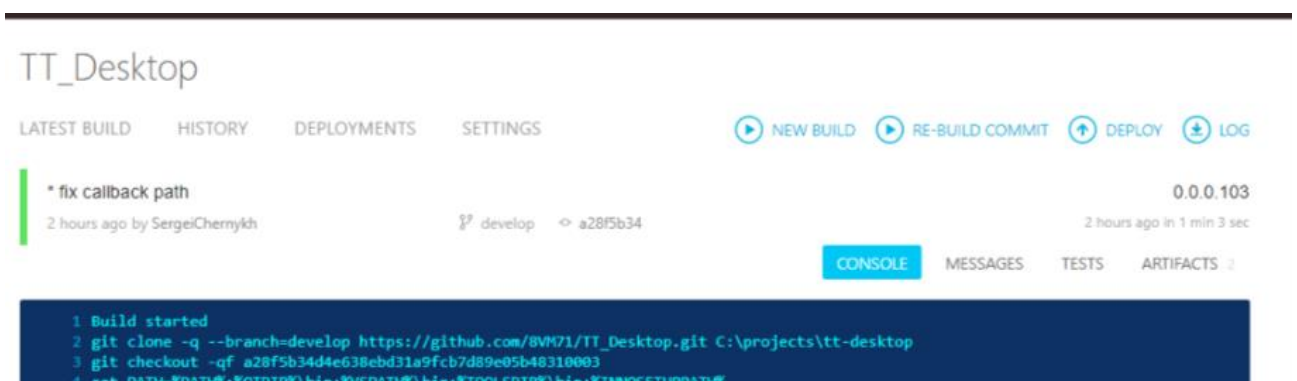 TT_Desktop
LATEST BUILD HISTORY DEPLOYMENTS SETTINGS NEW BUILD RE-BUILD COMMIT DEPLOY LOG
* fix callback path 0.0.0.103
2 hours ago by SergeiChernykh develop a28f5b34 2 hours ago in 1 min 3 sec
CONSOLE MESSAGES TESTS ARTIFACTS 2
1 Build started
2 git clone -q --branch=develop https://github.com/8VM71/TT_Desktop.git C:\projects\tt-desktop
3 git checkout -qf a28f5b34d4e638ebd31a9fcb7d89e05b48310003